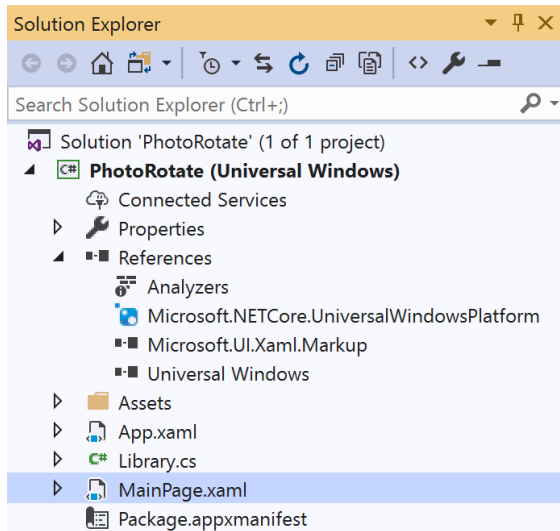 Solution Explorer
Search Solution Explorer (Ctrl+;)
Solution 'PhotoRotate' (1 of 1 project)
C# PhotoRotate (Universal Windows)
Connected Services
Properties
References
Analyzers
Microsoft.NETCore.UniversalWindowsPlatform
Microsoft.UI.Xaml.Markup
Universal Windows
Assets
App.xaml
C# Library.cs
MainPage.xaml
Package.appxmanifest